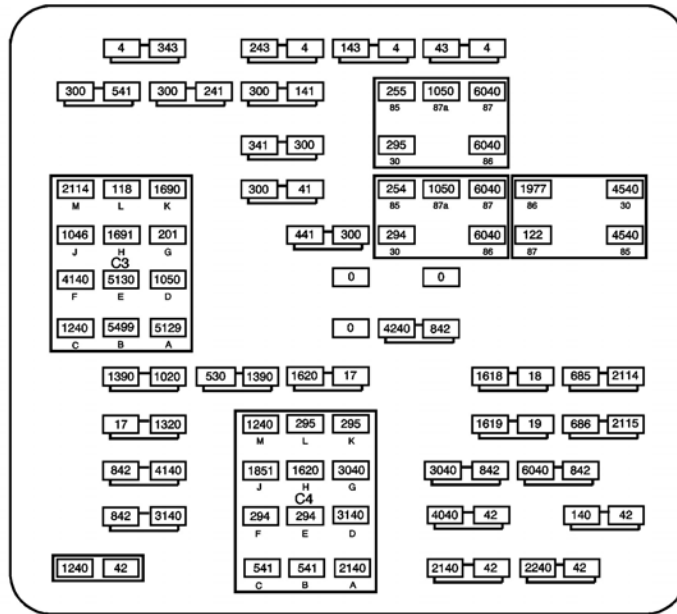 4 343 243 4 143 4 43 4
300 541 300 241 300 141 255 1050 6040
85 87a 87
341 300 295 6040
30 86
2114 118 1690 300 41 254 1050 6040 1977 4540
M L K 85 87a 87 86 30
1046 1691 201 441 300 294 6040 122 4540
J H G 30 86 87 85
C3
4140 5130 1050 0 0
F E D
1240 5499 5129 0 4240 842
C B A
1390 1020 530 1390 1620 17 1618 18 685 2114
17 1320 1240 295 295 1619 19 686 2115
M L K
842 4140 1851 1620 3040 3040 842 6040 842
J H G
C4
842 3140 294 294 3140 4040 42 140 42
F E D
1240 42 541 541 2140 2140 42 2240 42
C B A